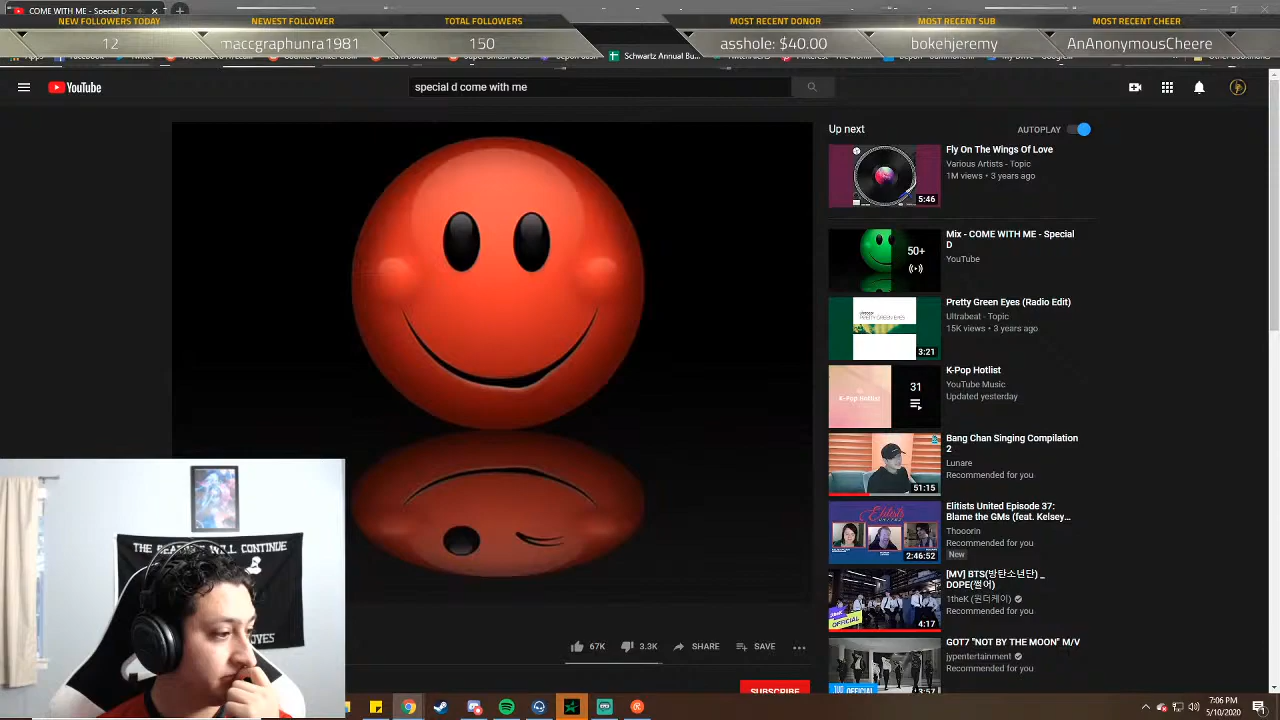 COME WITH ME - Special D
NEW FOLLOWERS TODAY
NEWEST FOLLOWER
TOTAL FOLLOWERS
MOST RECENT DONOR
MOST RECENT SUB
MOST RECENT CHEER
12
maccgraphunra1981
150
asshole: $40.00
bokehjeremy
AnAnonymousCheere
Schwartz Annual Bu...
YouTube
special d come with me
Up next
AUTOPLAY
Fly On The Wings Of Love
Various Artists - Topic
1M views • 3 years ago
5:46
Mix - COME WITH ME - Special
D
YouTube
50+
Pretty Green Eyes (Radio Edit)
Ultrabeat - Topic
15K views • 3 years ago
3:21
K-Pop Hotlist
YouTube Music
Updated yesterday
31
K-Pop Hotlist
Bang Chan Singing Compilation
2
Lunare
Recommended for you
51:15
Elitists United Episode 37:
Blame the GMs (feat. Kelsey...
Thooorin
Recommended for you
New
2:46:52
[MV] BTS(방탄소년단) _
DOPE(쩔어)
1theK (원더케이)
Recommended for you
OFFICIAL
4:17
GOT7 "NOT BY THE MOON" M/V
jypentertainment
Recommended for you
OFFICIAL
3:57
67K
3.3K
SHARE
SAVE
SUBSCRIBE
THE BEATINGS WILL CONTINUE
7:06 PM
5/10/2020